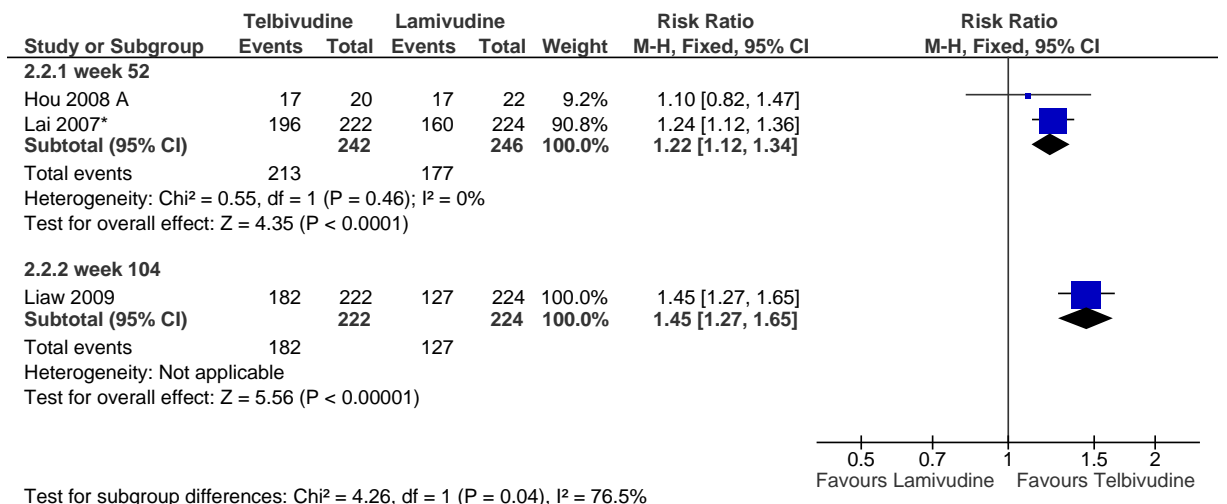 Telbivudine Lamivudine Risk Ratio Risk Ratio
Study or Subgroup Events Total Events Total Weight M-H, Fixed, 95% CI M-H, Fixed, 95% CI
2.2.1 week 52
Hou 2008 A 17 20 17 22 9.2% 1.10 [0.82, 1.47]
Lai 2007* 196 222 160 224 90.8% 1.24 [1.12, 1.36]
Subtotal (95% CI) 242 246 100.0% 1.22 [1.12, 1.34]
Total events 213 177
Heterogeneity: Chi² = 0.55, df = 1 (P = 0.46); I² = 0%
Test for overall effect: Z = 4.35 (P < 0.0001)
2.2.2 week 104
Liaw 2009 182 222 127 224 100.0% 1.45 [1.27, 1.65]
Subtotal (95% CI) 222 224 100.0% 1.45 [1.27, 1.65]
Total events 182 127
Heterogeneity: Not applicable
Test for overall effect: Z = 5.56 (P < 0.00001)
0.5 0.7 1 1.5 2
Favours Lamivudine Favours Telbivudine
Test for subgroup differences: Chi² = 4.26, df = 1 (P = 0.04), I² = 76.5%